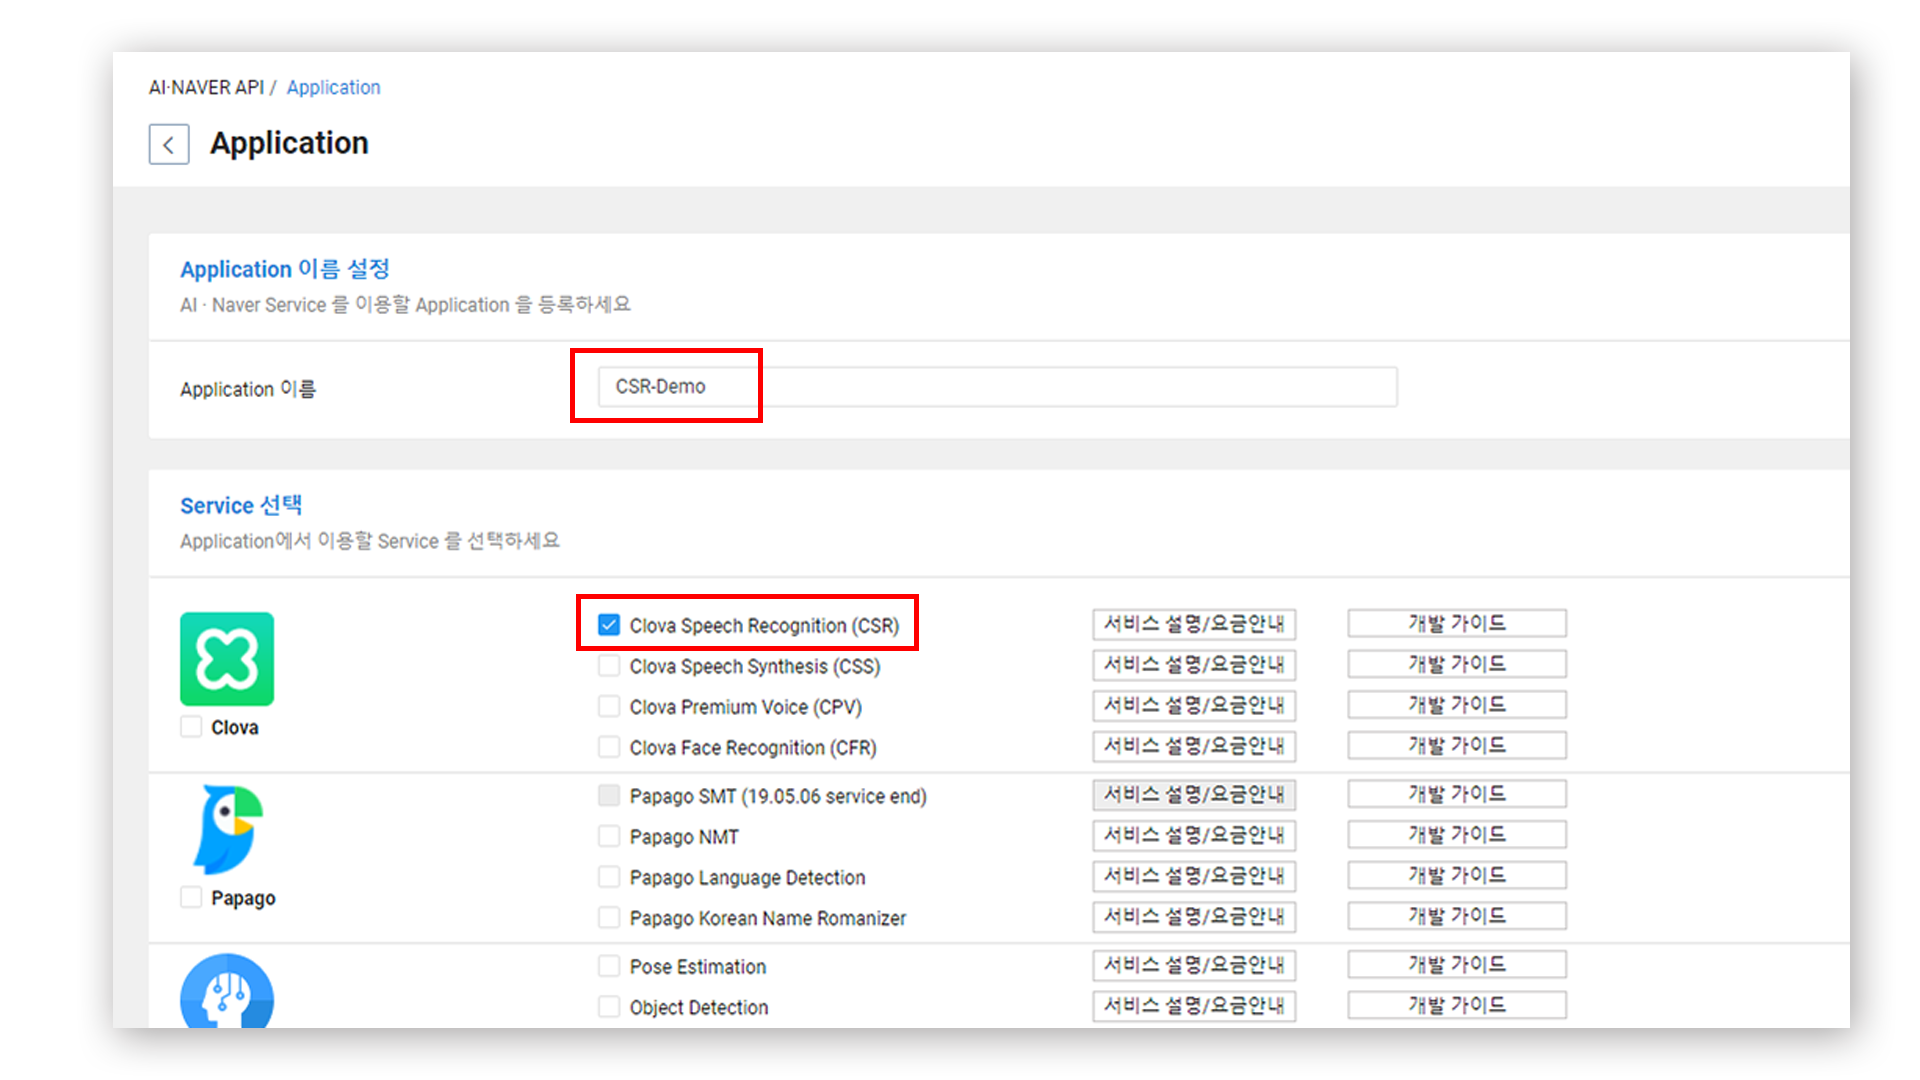 AI·NAVER API / Application
Application
Application 이름 설정
AI · Naver Service 를 이용할 Application 을 등록하세요
Application 이름
CSR-Demo
Service 선택
Application에서 이용할 Service 를 선택하세요
Clova
Clova Speech Recognition (CSR) 서비스 설명/요금안내 개발 가이드
Clova Speech Synthesis (CSS) 서비스 설명/요금안내 개발 가이드
Clova Premium Voice (CPV) 서비스 설명/요금안내 개발 가이드
Clova Face Recognition (CFR) 서비스 설명/요금안내 개발 가이드
Papago
Papago SMT (19.05.06 service end) 서비스 설명/요금안내 개발 가이드
Papago NMT 서비스 설명/요금안내 개발 가이드
Papago Language Detection 서비스 설명/요금안내 개발 가이드
Papago Korean Name Romanizer 서비스 설명/요금안내 개발 가이드
Pose Estimation 서비스 설명/요금안내 개발 가이드
Object Detection 서비스 설명/요금안내 개발 가이드